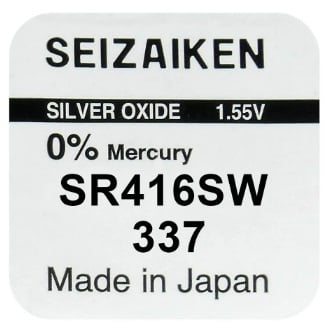 SEIZAIKEN
SILVER OXIDE 1.55V
0% Mercury
SR416SW
337
Made in Japan